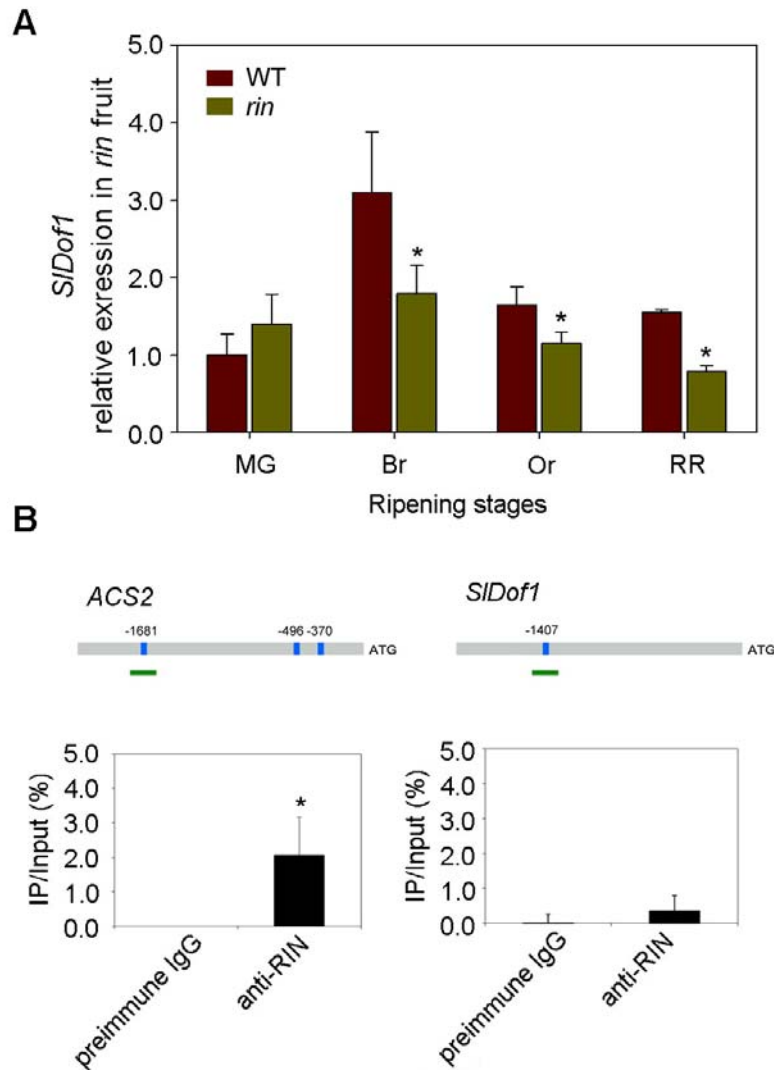 A
SlDof1
relative exression in rin fruit
5.0
4.0
3.0
2.0
1.0
0.0
WT
rin
*
*
*
MG Br Or RR
Ripening stages
B
ACS2
-1681 -496 -370
ATG
SlDof1
-1407
ATG
IP/Input (%)
5.0
4.0
3.0
2.0
1.0
0.0
*
preimmune IgG
anti-RIN
IP/Input (%)
5.0
4.0
3.0
2.0
1.0
0.0
preimmune IgG
anti-RIN